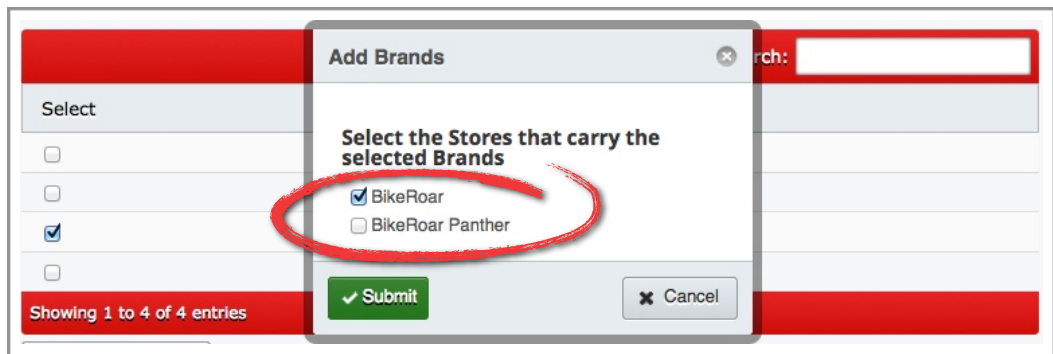 Add Brands
rch:
Select
Select the Stores that carry the
selected Brands
BikeRoar
BikeRoar Panther
Submit
Cancel
Showing 1 to 4 of 4 entries